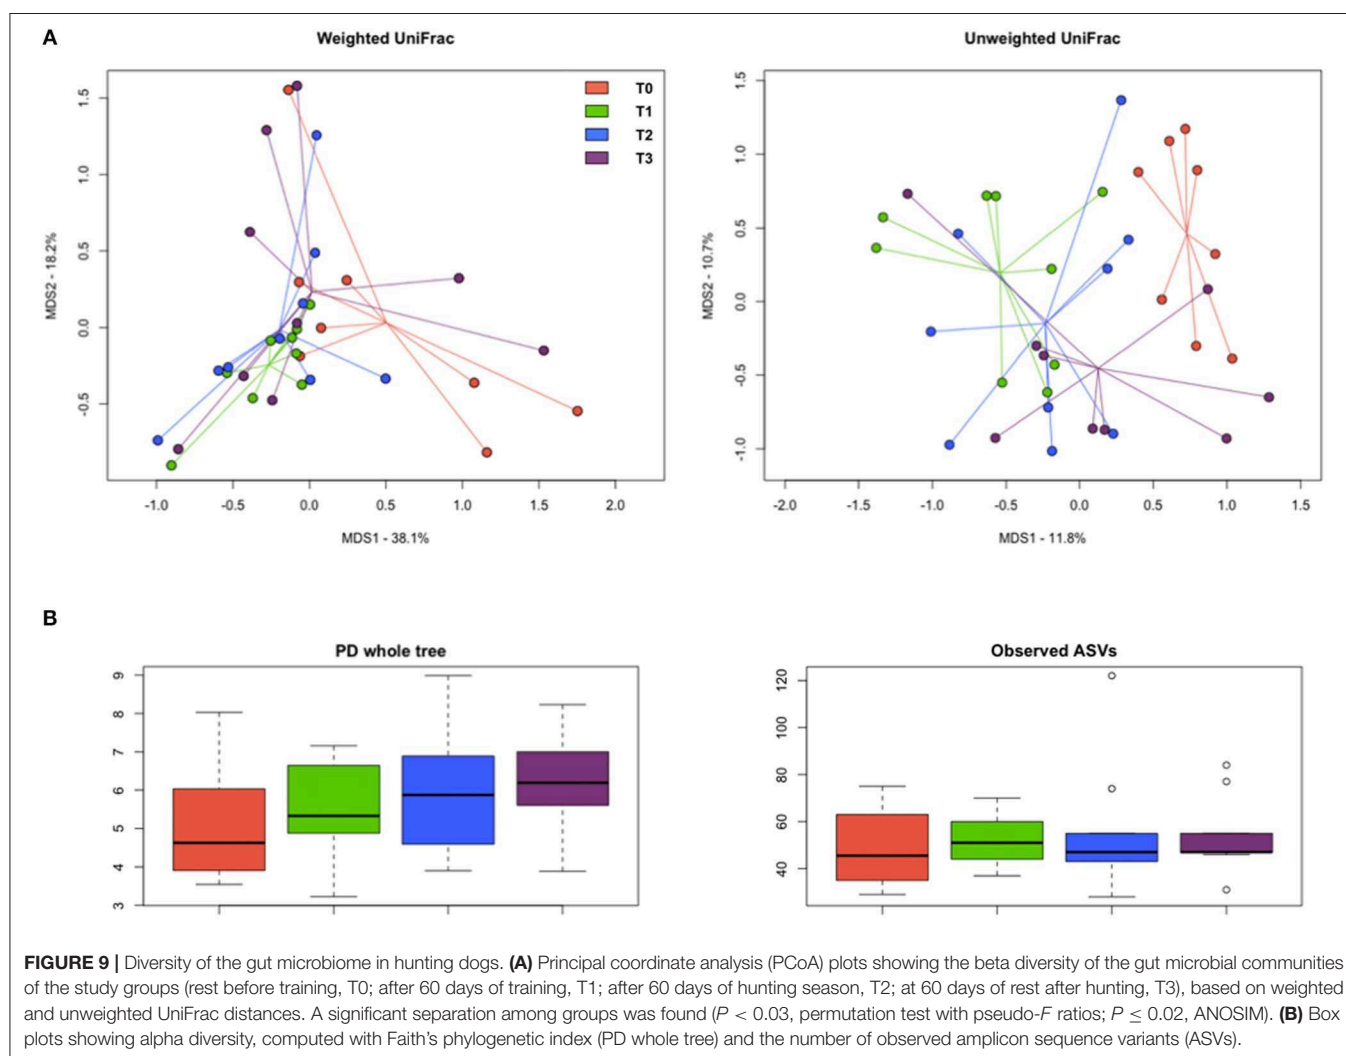 A
Weighted UniFrac
Unweighted UniFrac
T0
T1
T2
T3
1.5
1.0
0.5
0.0
-0.5
MDS2 - 18.2%
-1.0 -0.5 0.0 0.5 1.0 1.5 2.0
MDS1 - 38.1%
1.5
1.0
0.5
0.0
-0.5
-1.0
MDS2 - 10.7%
-2.0 -1.5 -1.0 -0.5 0.0 0.5 1.0 1.5
MDS1 - 11.8%
B
PD whole tree
9
8
7
6
5
4
3
Observed ASVs
120
100
80
60
40
FIGURE 9 | Diversity of the gut microbiome in hunting dogs. (A) Principal coordinate analysis (PCoA) plots showing the beta diversity of the gut microbial communities
of the study groups (rest before training, T0; after 60 days of training, T1; after 60 days of hunting season, T2; at 60 days of rest after hunting, T3), based on weighted
and unweighted UniFrac distances. A significant separation among groups was found (P < 0.03, permutation test with pseudo-F ratios; P ≤ 0.02, ANOSIM). (B) Box
plots showing alpha diversity, computed with Faith's phylogenetic index (PD whole tree) and the number of observed amplicon sequence variants (ASVs).